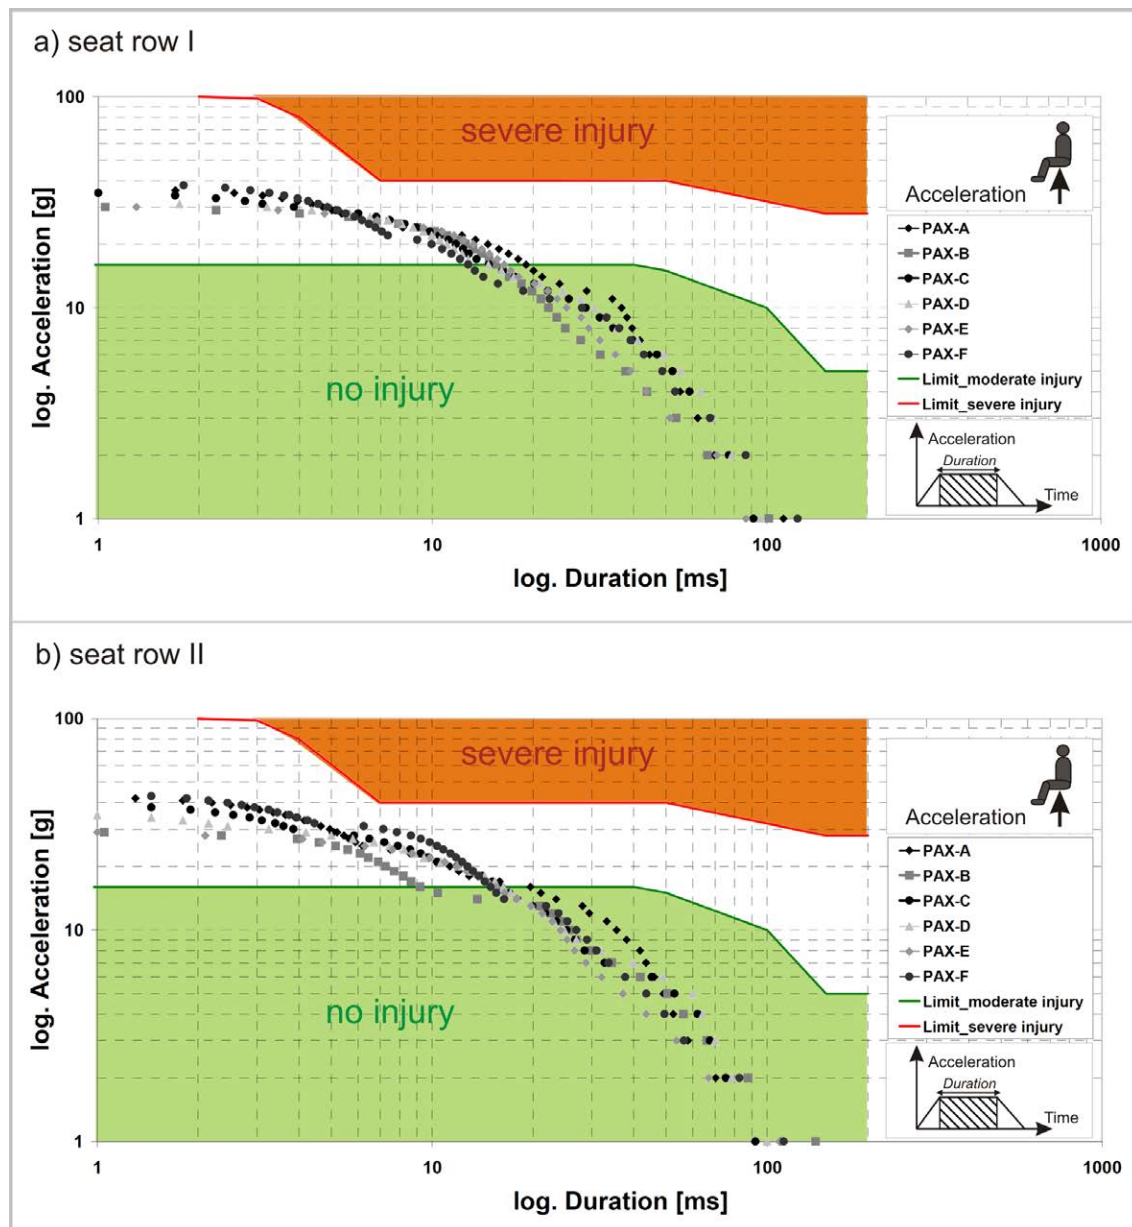 a) seat row I
100
severe injury
Acceleration
log. Acceleration [g]
PAX-A
PAX-B
PAX-C
PAX-D
PAX-E
PAX-F
Limit_moderate injury
Limit_severe injury
10
no injury
Acceleration
Duration
Time
1
1
10
100
1000
log. Duration [ms]
b) seat row II
100
severe injury
Acceleration
log. Acceleration [g]
PAX-A
PAX-B
PAX-C
PAX-D
PAX-E
PAX-F
Limit_moderate injury
Limit_severe injury
10
no injury
Acceleration
Duration
Time
1
1
10
100
1000
log. Duration [ms]